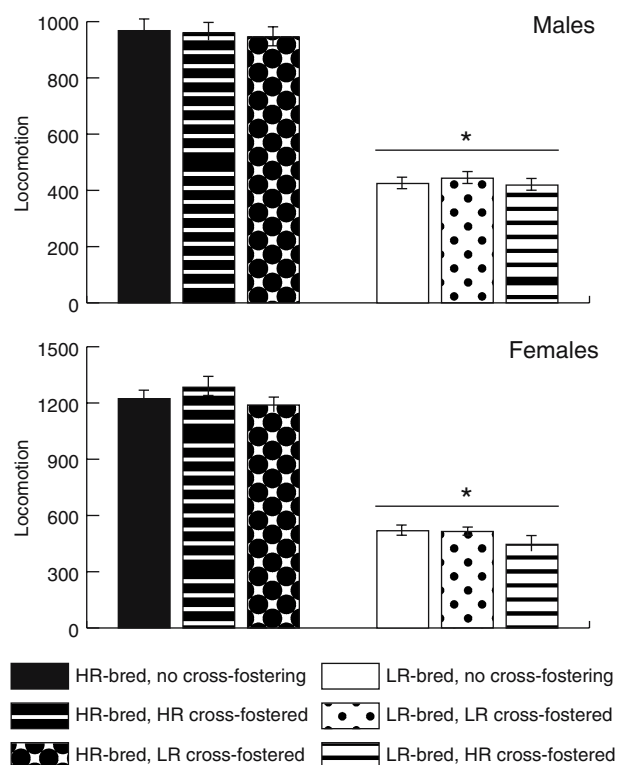 Males
1000
800
600
400
200
0
Locomotion
*
Females
1500
1200
900
600
300
0
Locomotion
*
HR-bred, no cross-fostering LR-bred, no cross-fostering
HR-bred, HR cross-fostered LR-bred, LR cross-fostered
HR-bred, LR cross-fostered LR-bred, HR cross-fostered